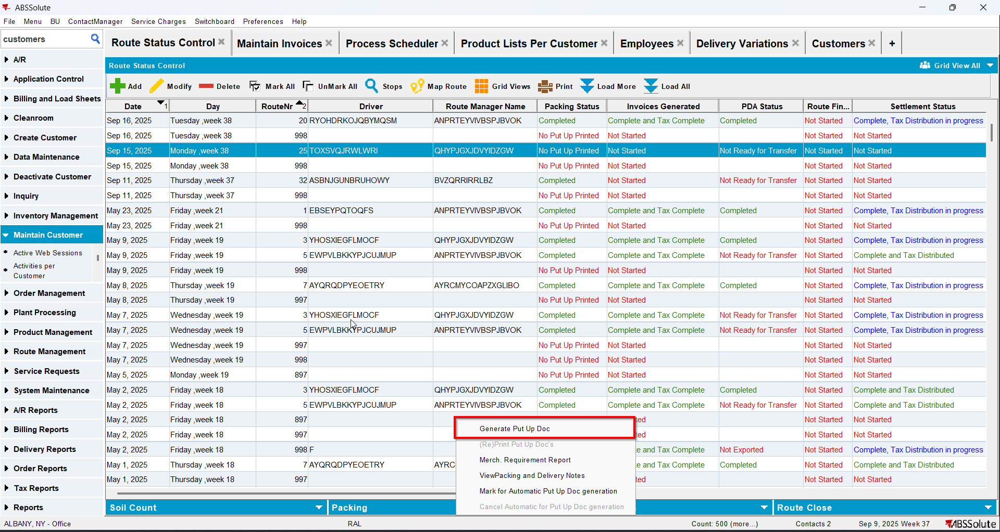 ABSSolute
File Menu BU ContactManager Service Charges Switchboard Preferences Help
customers
Route Status Control Maintain Invoices Process Scheduler Product Lists Per Customer Employees Delivery Variations Customers +
Route Status Control Grid View All
Add Modify Delete Mark All UnMark All Stops Map Route Grid Views Print Load More Load All
A/R
Application Control
Billing and Load Sheets
Cleanroom
Create Customer
Data Maintenance
Deactivate Customer
Inquiry
Inventory Management
Maintain Customer
Active Web Sessions
Activities per
Customer
Order Management
Plant Processing
Product Management
Route Management
Service Requests
System Maintenance
A/R Reports
Billing Reports
Delivery Reports
Order Reports
Tax Reports
Reports
Date 1 Day RouteNr 2 Driver Route Manager Name Packing Status Invoices Generated PDA Status Route Fin... Settlement Status
Sep 16, 2025 Tuesday ,week 38 20 RYOHDRKOJQBYMQSM ANPRTEYVIVBSPJBVOK Completed Complete and Tax Complete Completed Not Started Complete, Tax Distribution in progress
Sep 16, 2025 Tuesday ,week 38 998 No Put Up Printed Not Started Not Started Not Started
Sep 15, 2025 Monday ,week 38 25 TOXSVQJRWLWRI QHYPJGXJDVYIDZGW No Put Up Printed Not Started Not Ready for Transfer Not Started Not Started
Sep 15, 2025 Monday ,week 38 998 No Put Up Printed Not Started Not Started Not Started
Sep 11, 2025 Thursday ,week 37 32 ASBNJGUNBRUHOWY BVZQRRIRRLBZ Completed Not Started Not Ready for Transfer Not Started Not Started
Sep 11, 2025 Thursday ,week 37 998 No Put Up Printed Not Started Not Started Not Started
May 23, 2025 Friday ,week 21 1 EBSEYPQTOQFS ANPRTEYVIVBSPJBVOK Completed Complete and Tax Complete Completed Not Started Complete, Tax Distribution in progress
May 23, 2025 Friday ,week 21 998 No Put Up Printed Not Started Not Started Not Started
May 9, 2025 Friday ,week 19 3 YHOSXIEGFLMOCF QHYPJGXJDVYIDZGW Completed Complete and Tax Complete Completed Not Started Complete, Tax Distribution in progress
May 9, 2025 Friday ,week 19 5 EWPVLBKKYPJCUJMUP ANPRTEYVIVBSPJBVOK Completed Complete and Tax Complete Not Ready for Transfer Not Started Complete and Tax Distributed
May 9, 2025 Friday ,week 19 998 No Put Up Printed Not Started Not Started Not Started
May 8, 2025 Thursday ,week 19 7 AYQRQDPYEOETRY AYRCMYCOAPZXGLIBO Completed Complete and Tax Complete Completed Not Started Complete, Tax Distribution in progress
May 8, 2025 Thursday ,week 19 997 No Put Up Printed Not Started Not Started Not Started
May 7, 2025 Wednesday ,week 19 3 YHOSXIEGFLMOCF QHYPJGXJDVYIDZGW Completed Complete and Tax Complete Not Ready for Transfer Not Started Complete, Tax Distribution in progress
May 7, 2025 Wednesday ,week 19 5 EWPVLBKKYPJCUJMUP ANPRTEYVIVBSPJBVOK Completed Complete and Tax Complete Not Ready for Transfer Not Started Complete, Tax Distribution in progress
May 7, 2025 Wednesday ,week 19 997 No Put Up Printed Not Started Not Started Not Started
May 7, 2025 Wednesday ,week 19 998 No Put Up Printed Not Started Not Started Not Started
May 5, 2025 Monday ,week 19 897 No Put Up Printed Not Started Not Started Not Started
May 2, 2025 Friday ,week 18 3 YHOSXIEGFLMOCF QHYPJGXJDVYIDZGW Completed Complete and Tax Complete Completed Not Started Complete and Tax Distributed
May 2, 2025 Friday ,week 18 5 EWPVLBKKYPJCUJMUP ANPRTEYVIVBSPJBVOK Completed Complete and Tax Complete Not Ready for Transfer Not Started Complete and Tax Distributed
May 2, 2025 Friday ,week 18 897 ted Not Started Not Started
May 2, 2025 Friday ,week 18 997 ted Not Started Not Started
May 2, 2025 Friday ,week 18 998 F e and Tax Complete Not Exported Not Started Complete, Tax Distribution in progress
May 1, 2025 Thursday ,week 18 7 AYQRQDPYEOETRY AYRC e and Tax Complete Completed Not Started Complete and Tax Distributed
May 1, 2025 Thursday ,week 18 997 ted Not Started Not Started
Generate Put Up Doc
(Re)Print Put Up Doc's
Merch. Requirement Report
ViewPacking and Delivery Notes
Mark for Automatic Put Up Doc generation
Cancel Automatic for Put Up Doc generation
Soil Count Packing Route Close
ALBANY, NY - Office RAL Count: 500 (more...) Contacts 2 Sep 9, 2025 Week 37 ABSSolute